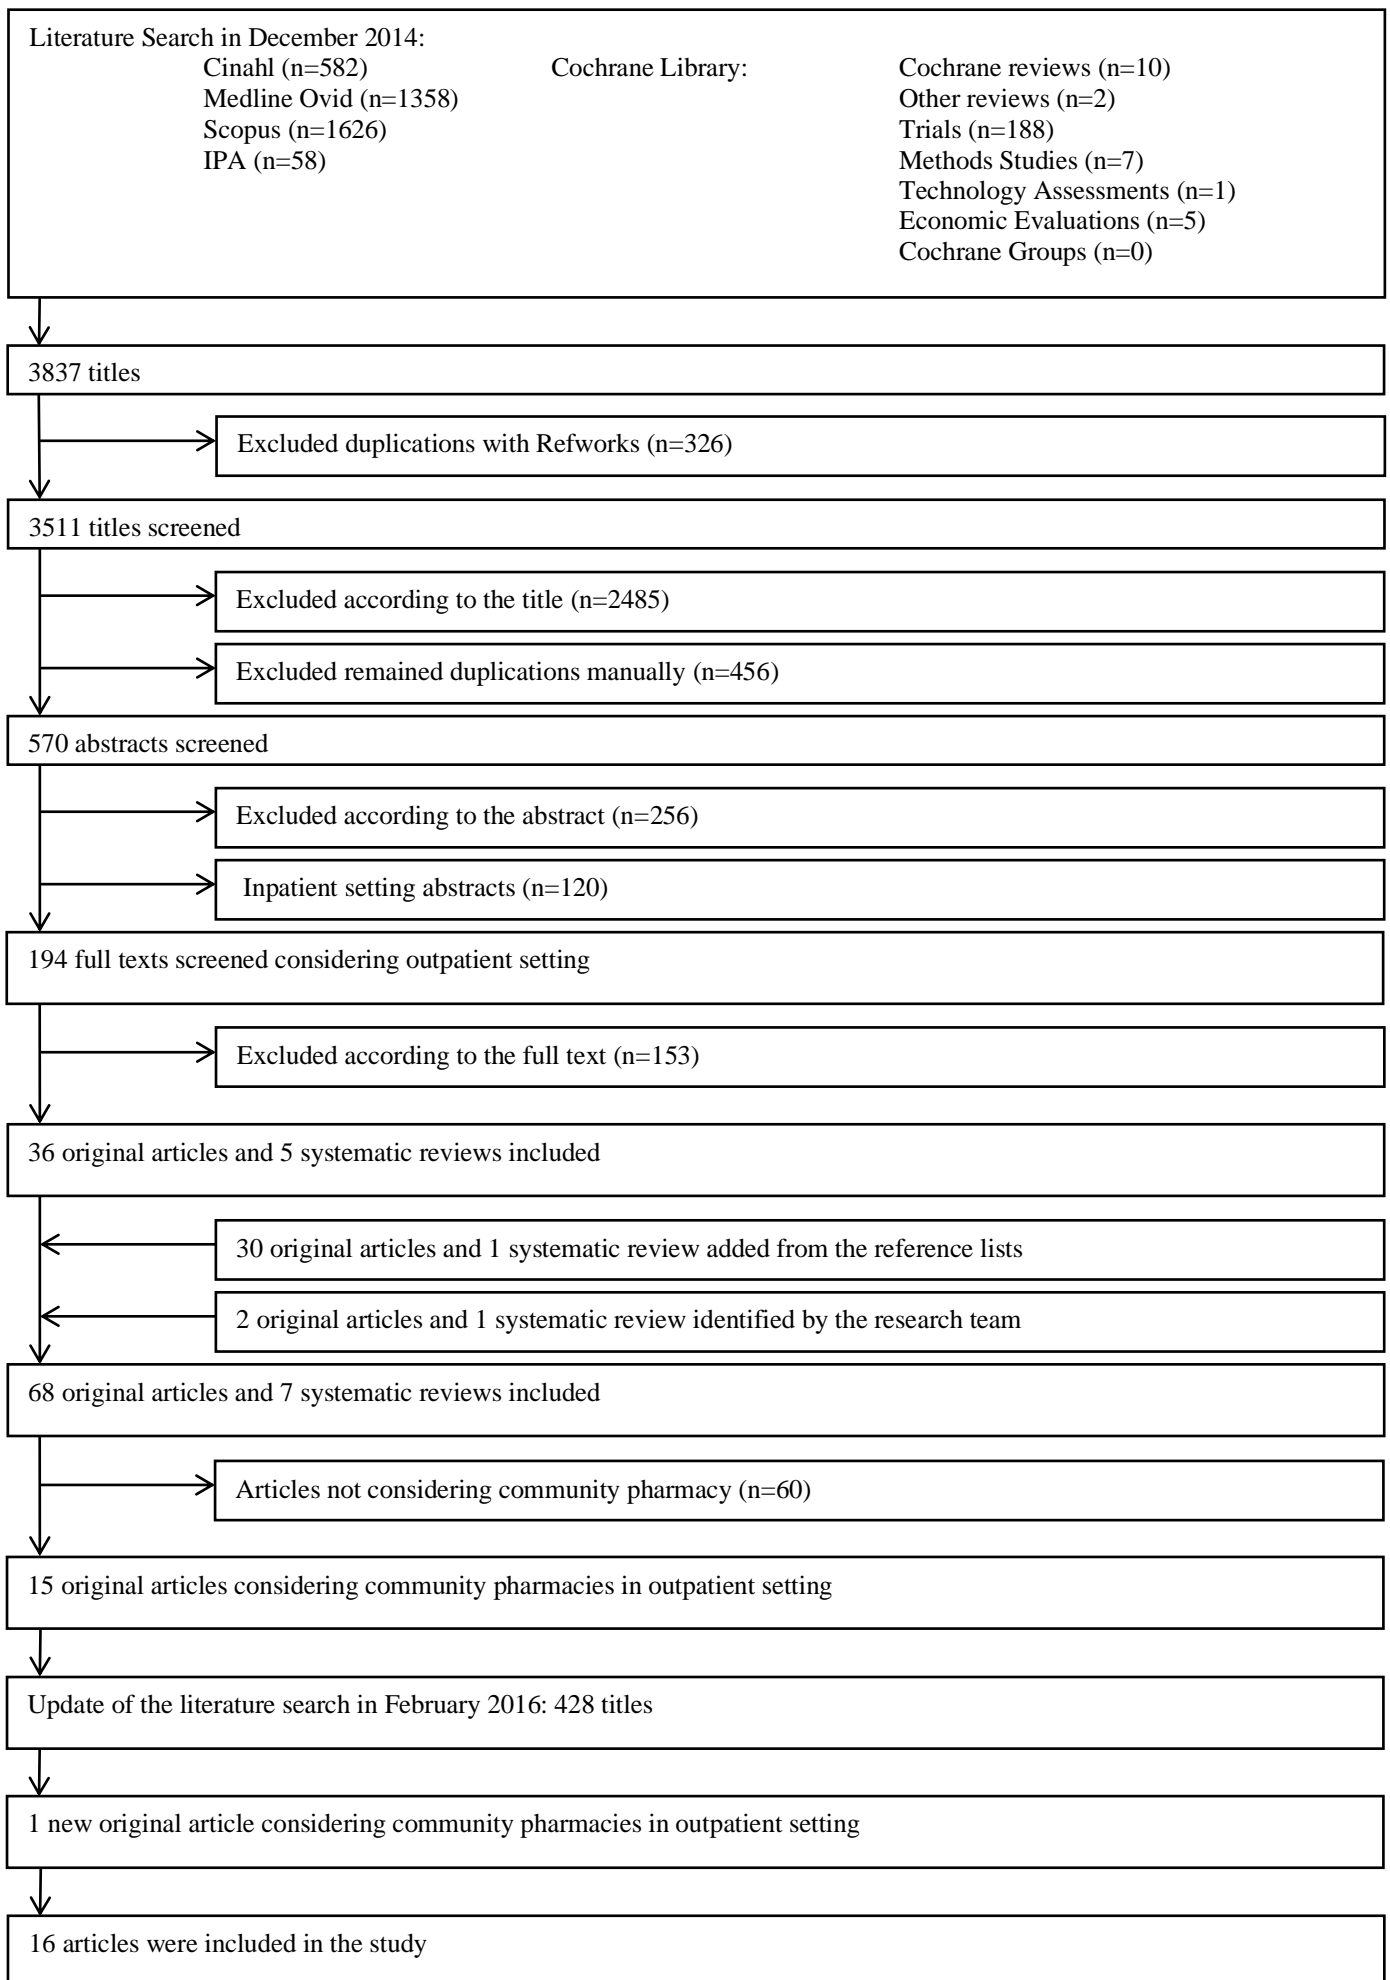 Literature Search in December 2014:
Cinahl (n=582) Cochrane Library: Cochrane reviews (n=10)
Medline Ovid (n=1358) Other reviews (n=2)
Scopus (n=1626) Trials (n=188)
IPA (n=58) Methods Studies (n=7)
Technology Assessments (n=1)
Economic Evaluations (n=5)
Cochrane Groups (n=0)
3837 titles
Excluded duplications with Refworks (n=326)
3511 titles screened
Excluded according to the title (n=2485)
Excluded remained duplications manually (n=456)
570 abstracts screened
Excluded according to the abstract (n=256)
Inpatient setting abstracts (n=120)
194 full texts screened considering outpatient setting
Excluded according to the full text (n=153)
36 original articles and 5 systematic reviews included
30 original articles and 1 systematic review added from the reference lists
2 original articles and 1 systematic review identified by the research team
68 original articles and 7 systematic reviews included
Articles not considering community pharmacy (n=60)
15 original articles considering community pharmacies in outpatient setting
Update of the literature search in February 2016: 428 titles
1 new original article considering community pharmacies in outpatient setting
16 articles were included in the study